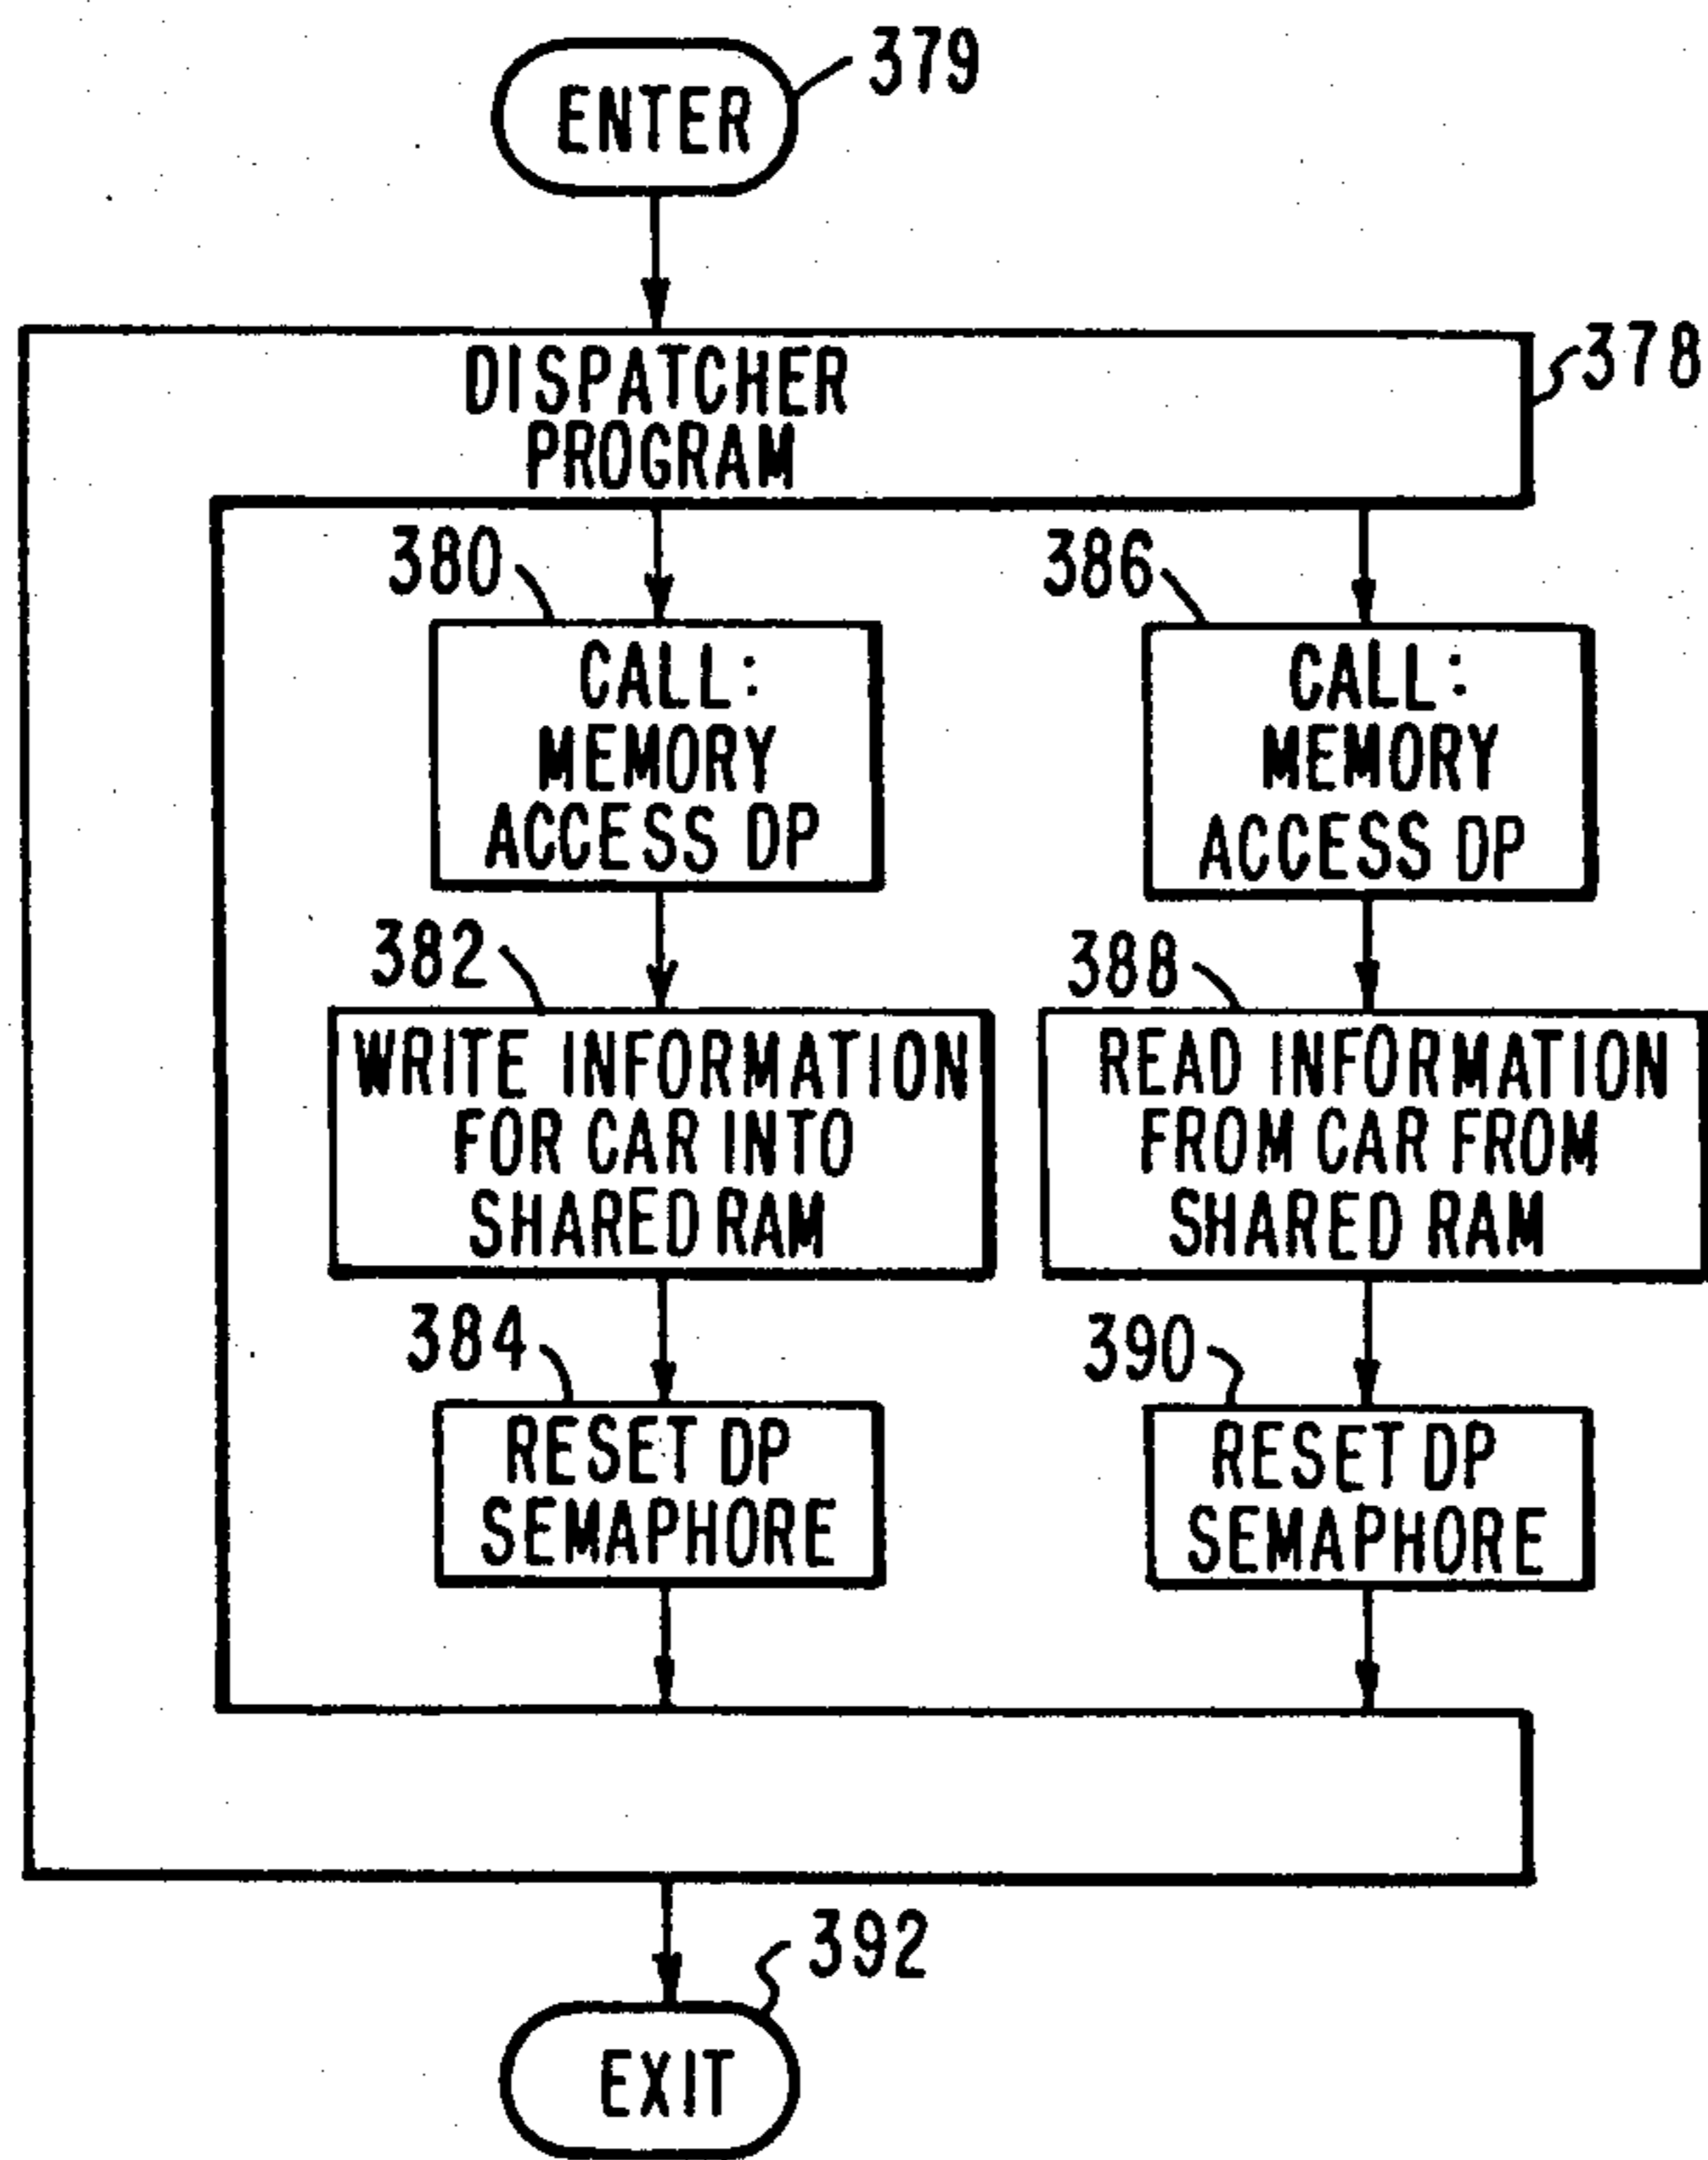 ENTER
379
DISPATCHER
PROGRAM
378
380
CALL:
MEMORY
ACCESS DP
386
CALL:
MEMORY
ACCESS DP
382
WRITE INFORMATION
FOR CAR INTO
SHARED RAM
388
READ INFORMATION
FROM CAR FROM
SHARED RAM
384
RESET DP
SEMAPHORE
390
RESET DP
SEMAPHORE
392
EXIT